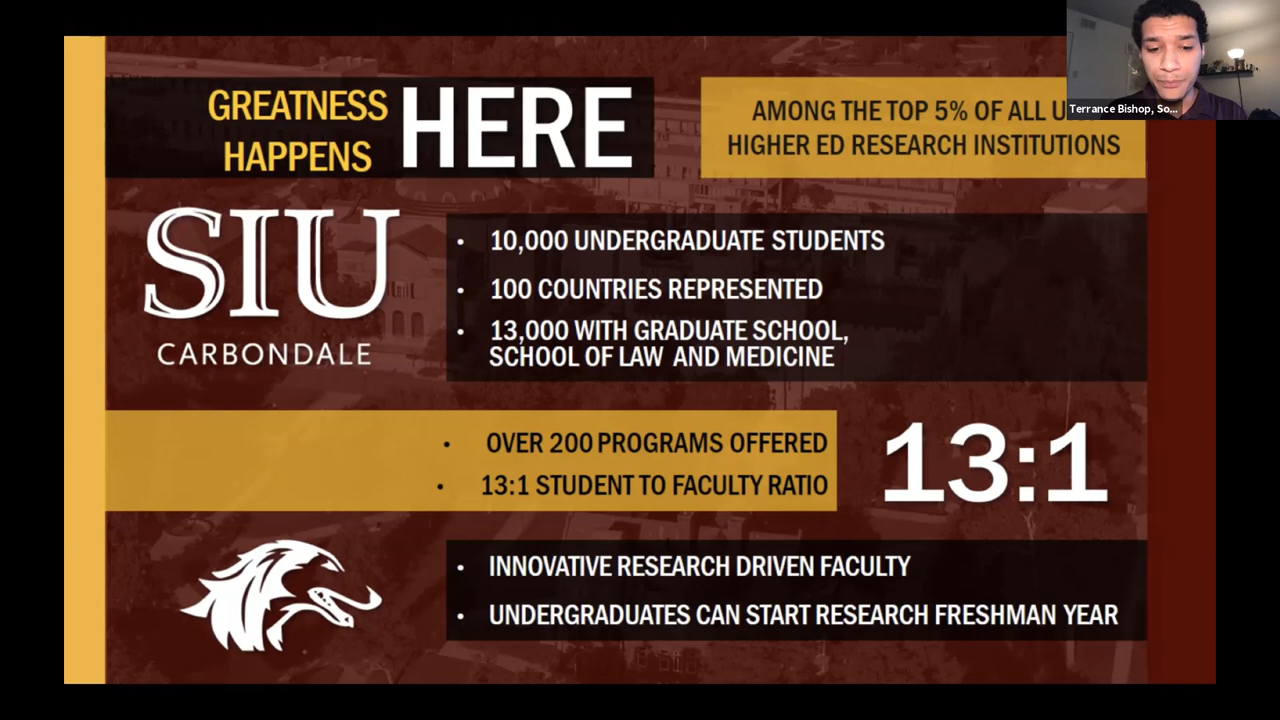 GREATNESS
HAPPENS
HERE
AMONG THE TOP 5% OF ALL
HIGHER ED RESEARCH INSTITUTIONS
Terrance Bishop, So...
SIU
CARBONDALE
• 10,000 UNDERGRADUATE STUDENTS
• 100 COUNTRIES REPRESENTED
• 13,000 WITH GRADUATE SCHOOL,
SCHOOL OF LAW AND MEDICINE
• OVER 200 PROGRAMS OFFERED
• 13:1 STUDENT TO FACULTY RATIO
13:1
• INNOVATIVE RESEARCH DRIVEN FACULTY
• UNDERGRADUATES CAN START RESEARCH FRESHMAN YEAR